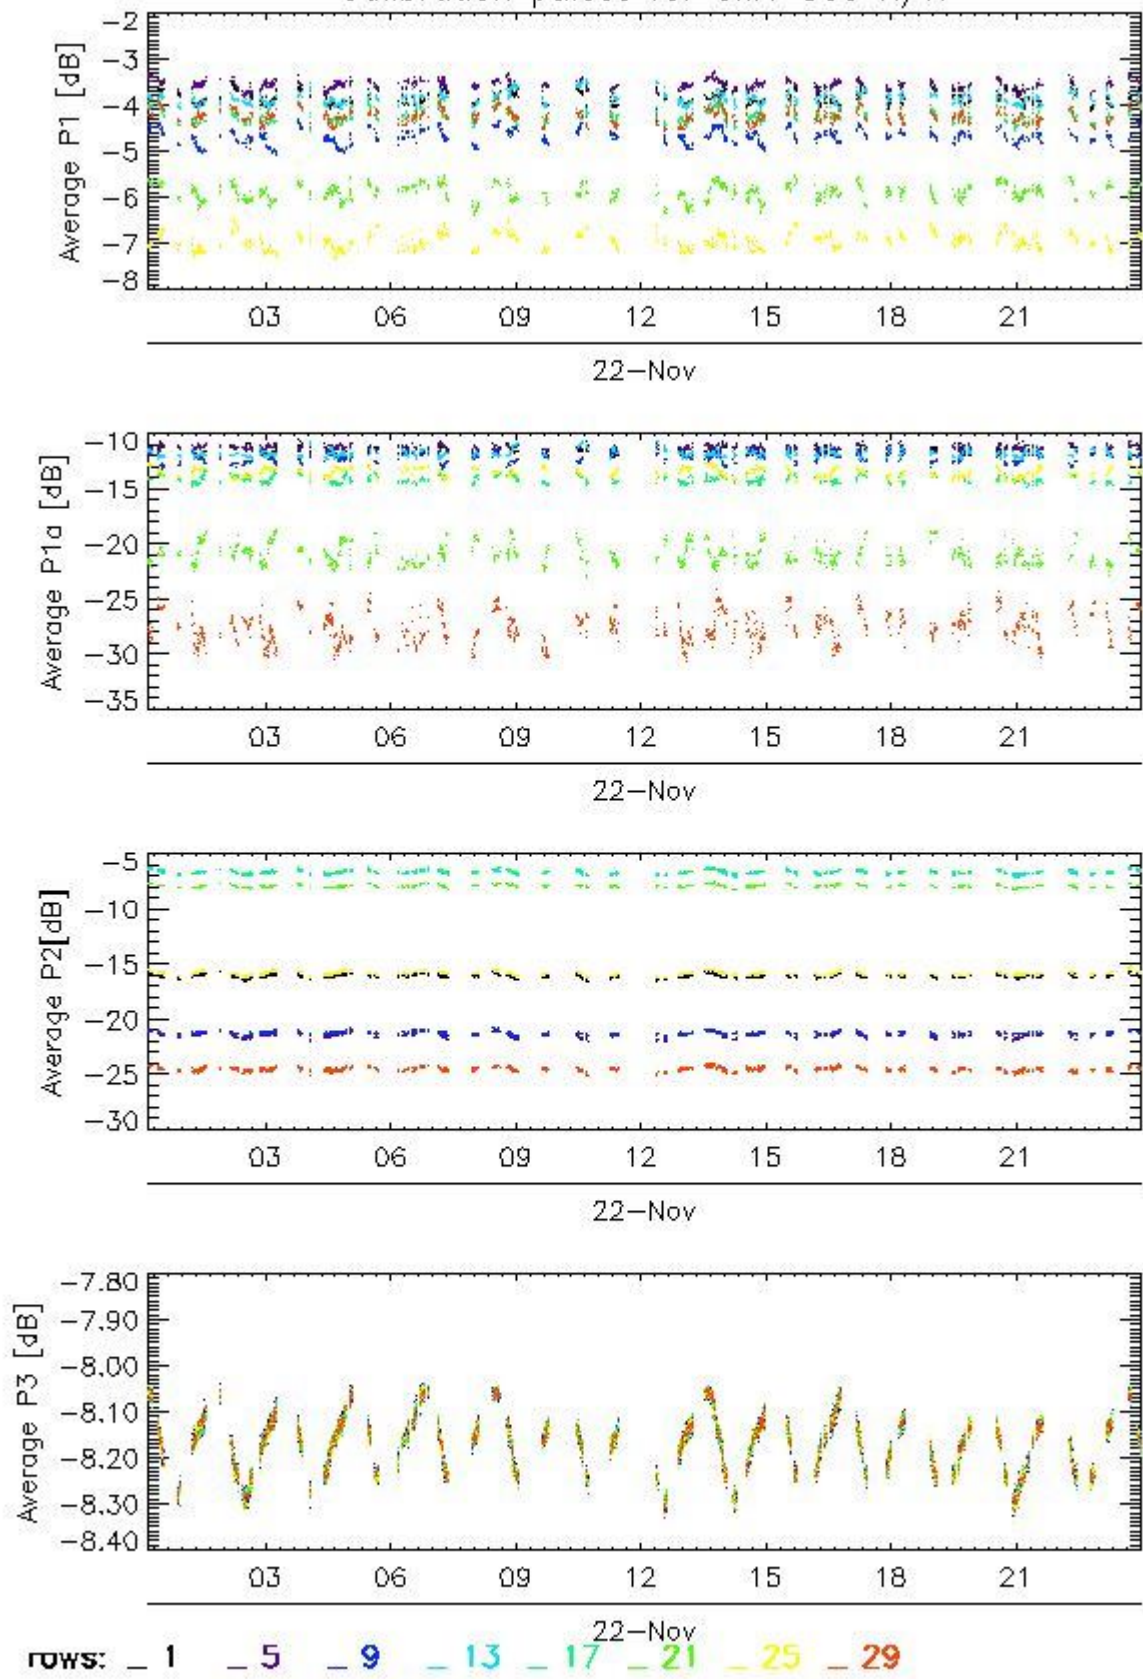 Average P1 [dB]
-2
-3
-4
-5
-6
-7
-8
03 06 09 12 15 18 21
22-Nov
Average P1a [dB]
-10
-15
-20
-25
-30
-35
03 06 09 12 15 18 21
22-Nov
Average P2[dB]
-5
-10
-15
-20
-25
-30
03 06 09 12 15 18 21
22-Nov
Average P3 [dB]
-7.80
-7.90
-8.00
-8.10
-8.20
-8.30
-8.40
03 06 09 12 15 18 21
22-Nov
rows: _ 1 _ 5 _ 9 _ 13 _ 17 _ 21 _ 25 _ 29